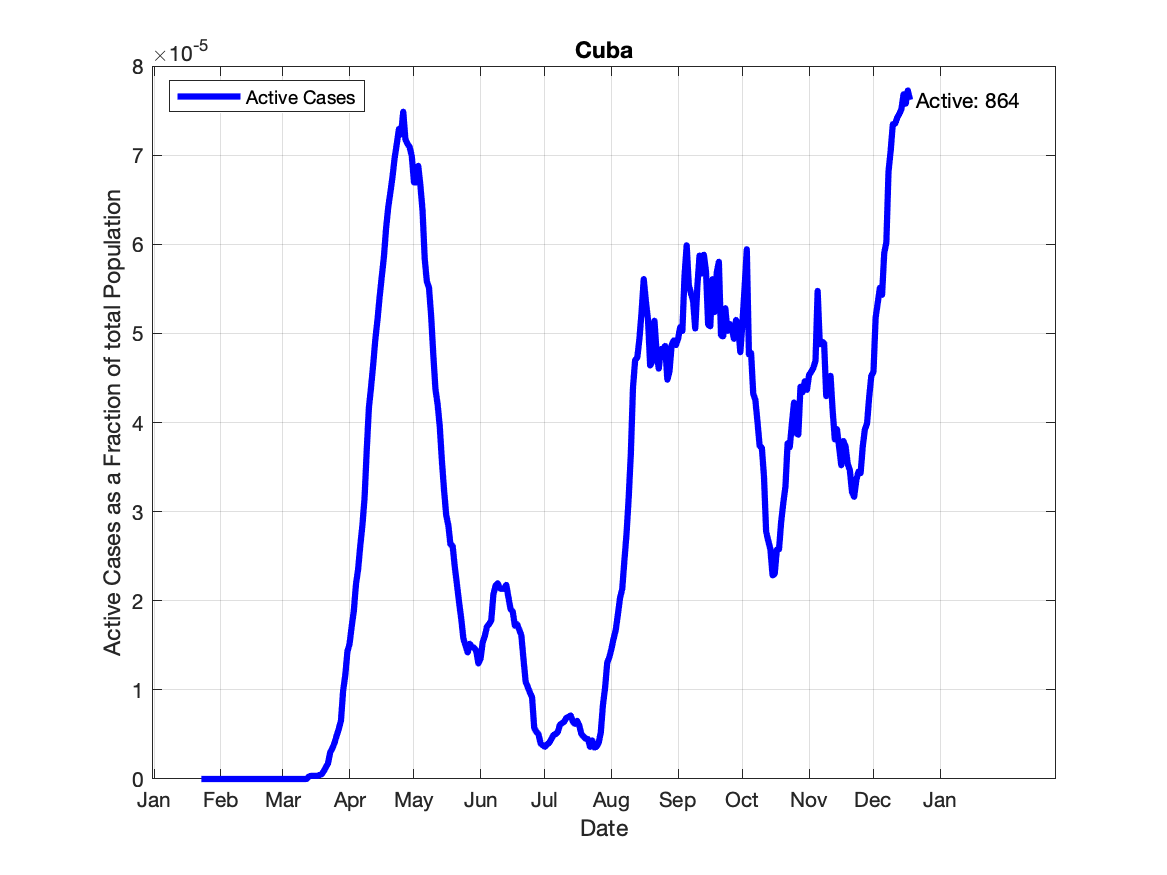 Cuba
×10-5
Active Cases
Active: 864
8
7
6
5
4
3
2
1
0
Active Cases as a Fraction of total Population
Jan Feb Mar Apr May Jun Jul Aug Sep Oct Nov Dec Jan
Date